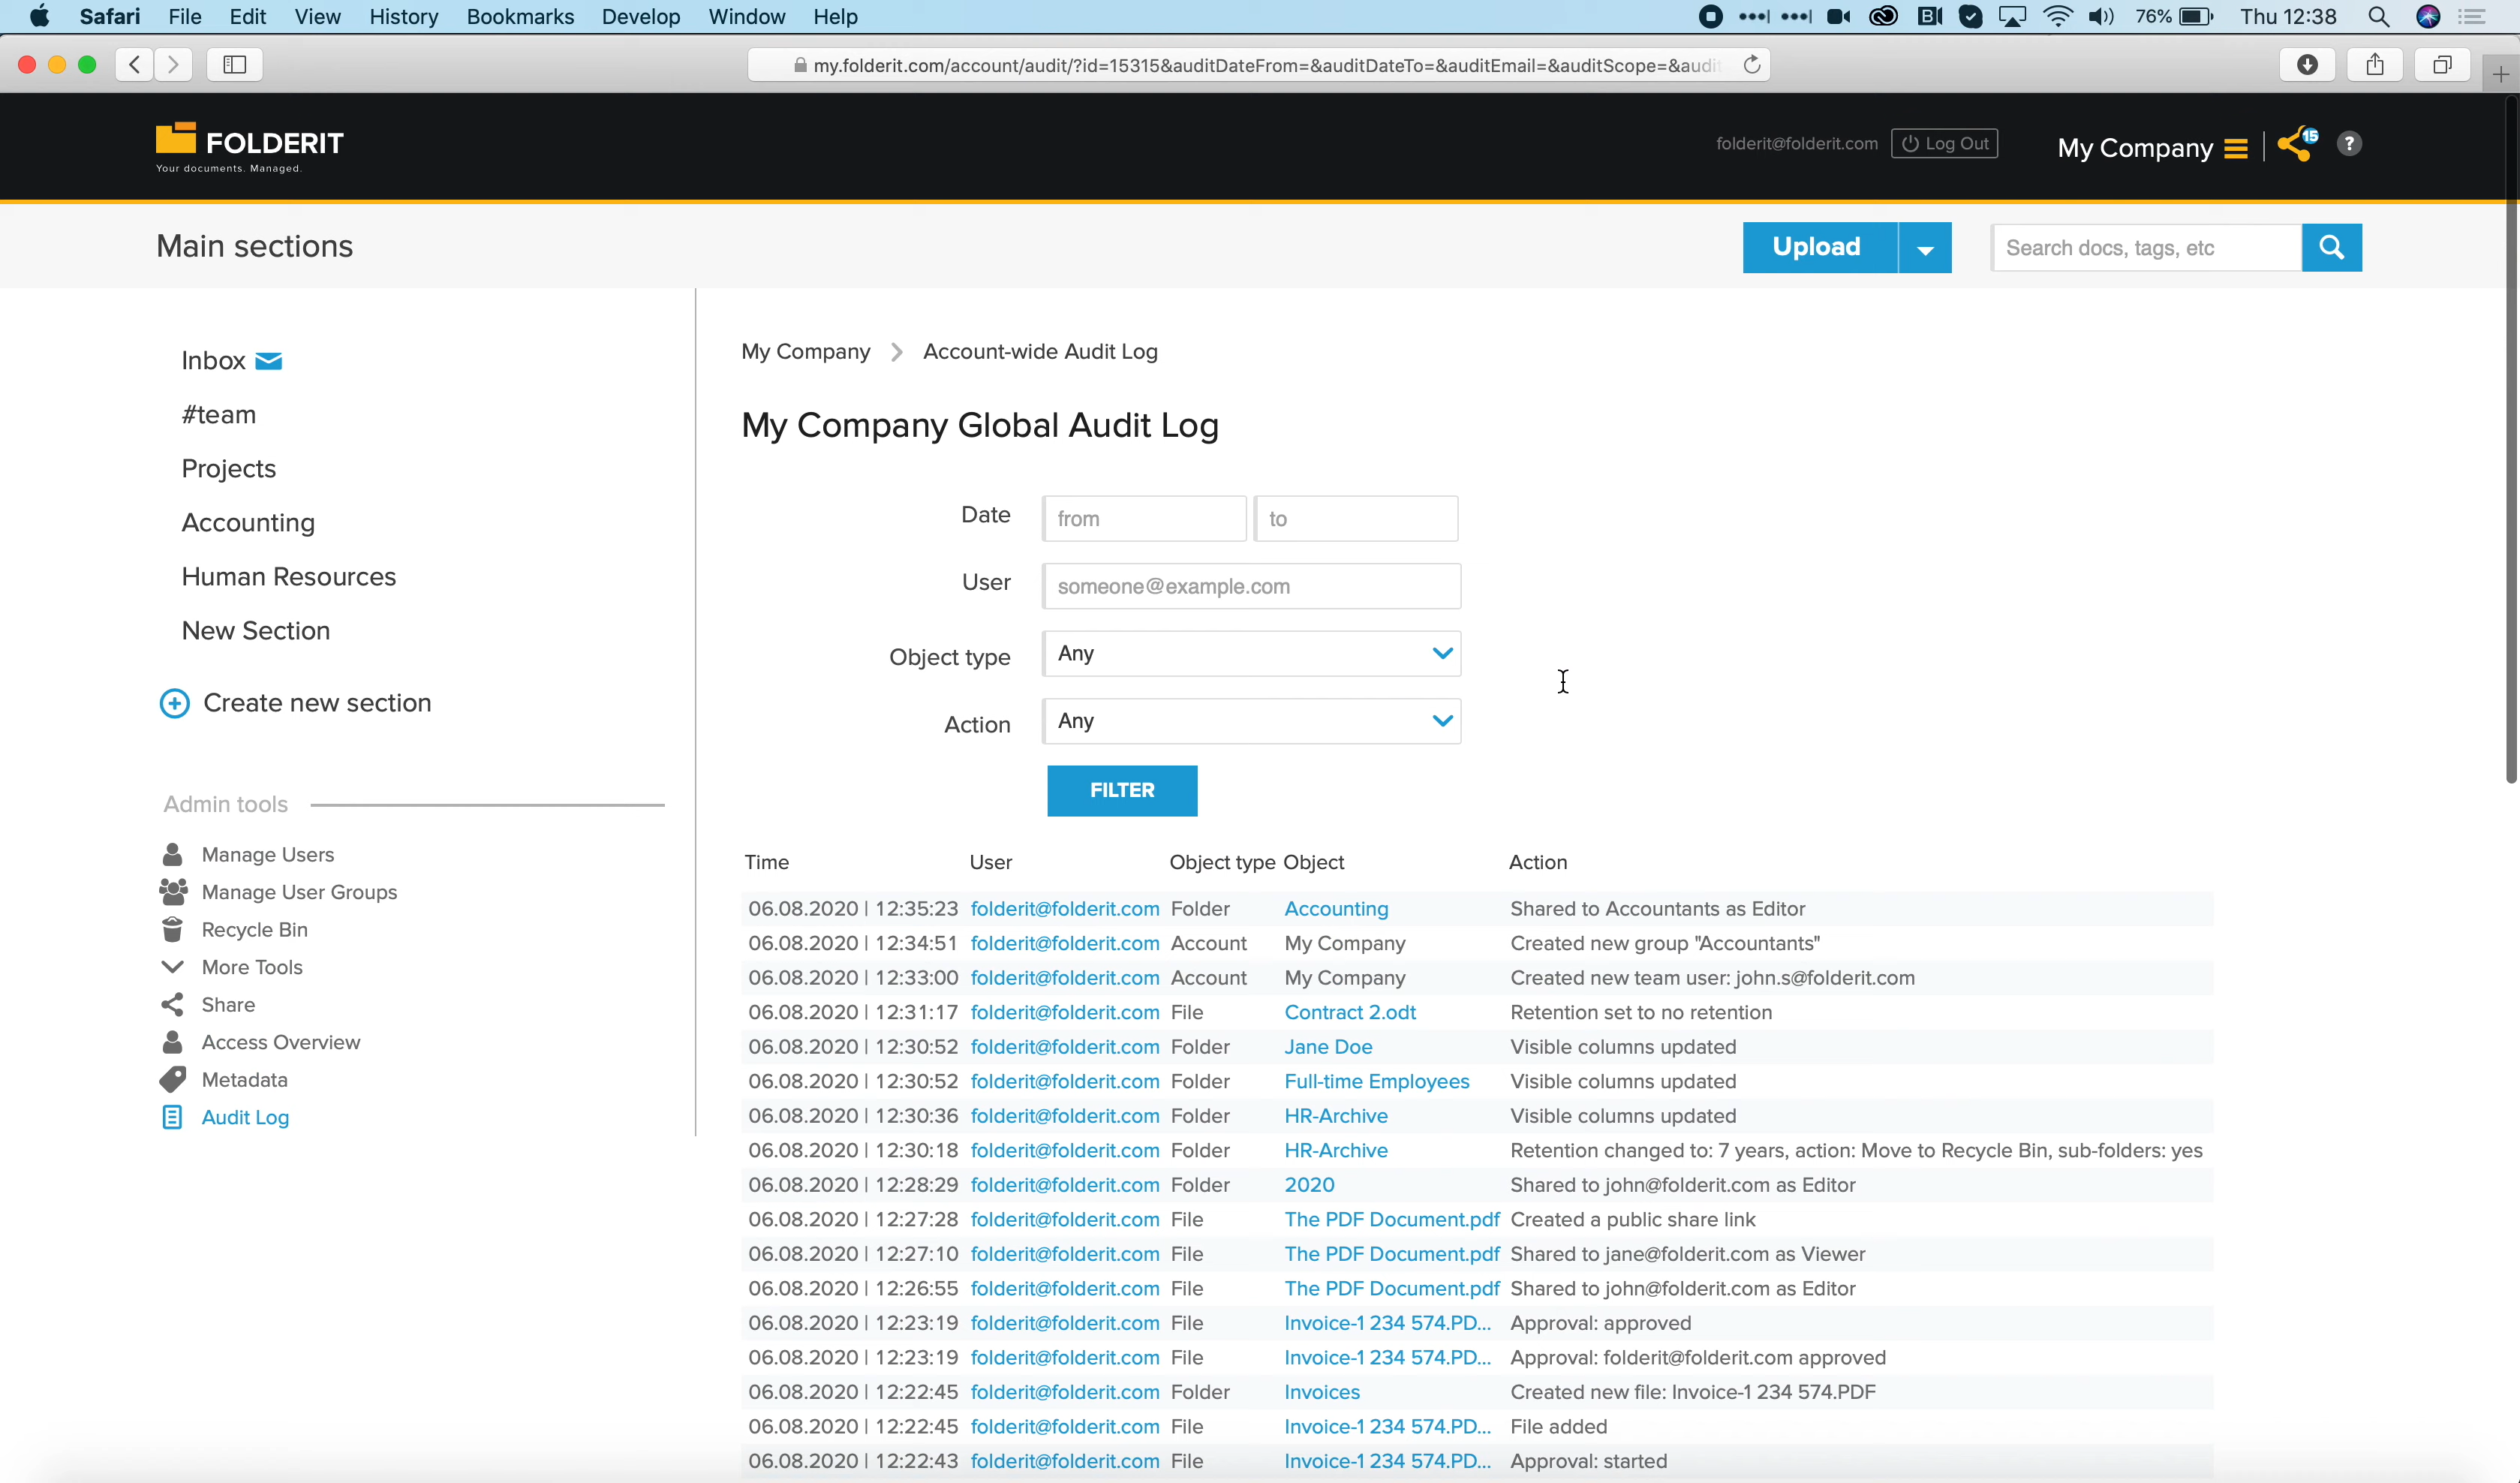 Safari File Edit View History Bookmarks Develop Window Help 76% Thu 12:38
my.folderit.com/account/audit/?id=15315&auditDateFrom=&auditDateTo=&auditEmail=&auditScope=&audit
FOLDERIT
Your documents. Managed.
folderit@folderit.com Log Out My Company 15 ?
Main sections
Upload
Search docs, tags, etc
Inbox
#team
Projects
Accounting
Human Resources
New Section
Create new section
Admin tools
Manage Users
Manage User Groups
Recycle Bin
More Tools
Share
Access Overview
Metadata
Audit Log
My Company > Account-wide Audit Log
My Company Global Audit Log
Date from to
User someone@example.com
Object type Any
Action Any
FILTER
Time User Object type Object Action
06.08.2020 | 12:35:23 folderit@folderit.com Folder Accounting Shared to Accountants as Editor
06.08.2020 | 12:34:51 folderit@folderit.com Account My Company Created new group "Accountants"
06.08.2020 | 12:33:00 folderit@folderit.com Account My Company Created new team user: john.s@folderit.com
06.08.2020 | 12:31:17 folderit@folderit.com File Contract 2.odt Retention set to no retention
06.08.2020 | 12:30:52 folderit@folderit.com Folder Jane Doe Visible columns updated
06.08.2020 | 12:30:52 folderit@folderit.com Folder Full-time Employees Visible columns updated
06.08.2020 | 12:30:36 folderit@folderit.com Folder HR-Archive Visible columns updated
06.08.2020 | 12:30:18 folderit@folderit.com Folder HR-Archive Retention changed to: 7 years, action: Move to Recycle Bin, sub-folders: yes
06.08.2020 | 12:28:29 folderit@folderit.com Folder 2020 Shared to john@folderit.com as Editor
06.08.2020 | 12:27:28 folderit@folderit.com File The PDF Document.pdf Created a public share link
06.08.2020 | 12:27:10 folderit@folderit.com File The PDF Document.pdf Shared to jane@folderit.com as Viewer
06.08.2020 | 12:26:55 folderit@folderit.com File The PDF Document.pdf Shared to john@folderit.com as Editor
06.08.2020 | 12:23:19 folderit@folderit.com File Invoice-1 234 574.PD... Approval: approved
06.08.2020 | 12:23:19 folderit@folderit.com File Invoice-1 234 574.PD... Approval: folderit@folderit.com approved
06.08.2020 | 12:22:45 folderit@folderit.com Folder Invoices Created new file: Invoice-1 234 574.PDF
06.08.2020 | 12:22:45 folderit@folderit.com File Invoice-1 234 574.PD... File added
06.08.2020 | 12:22:43 folderit@folderit.com File Invoice-1 234 574.PD... Approval: started